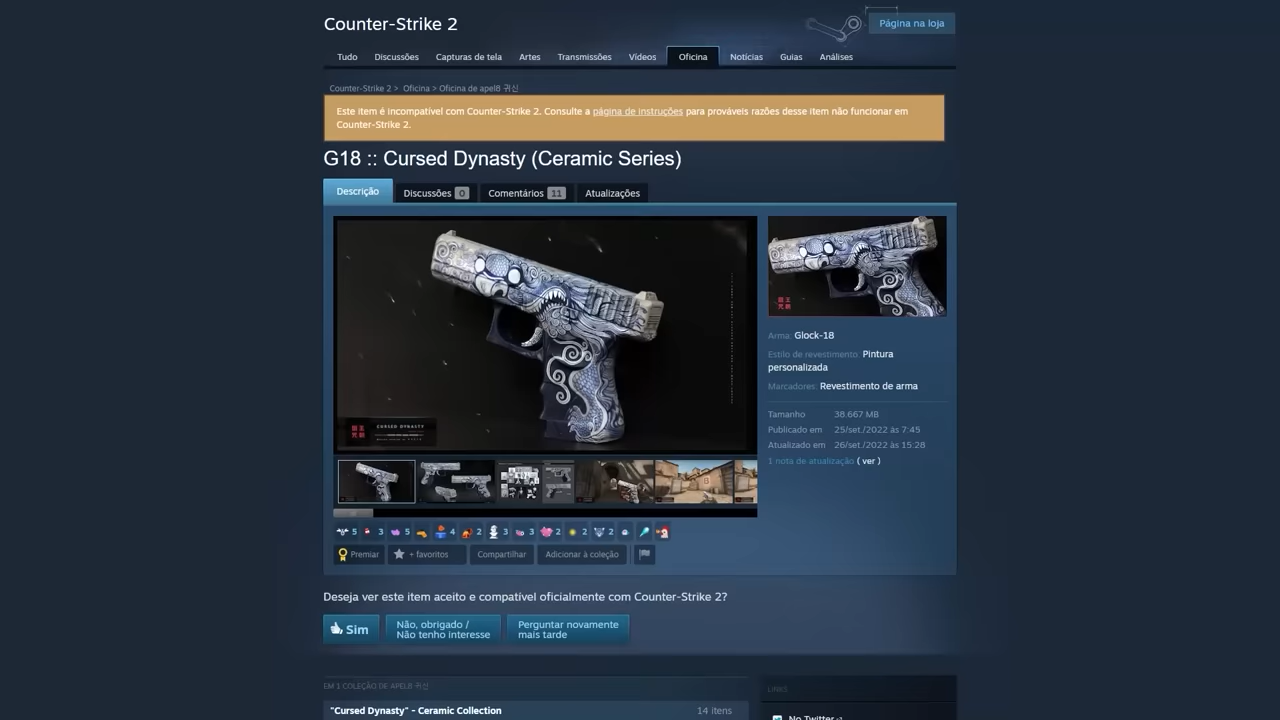 Counter-Strike 2
Página na loja
Tudo Discussões Capturas de tela Artes Transmissões Vídeos Oficina Notícias Guias Análises
Counter-Strike 2 > Oficina > Oficina de apel8 귀신
Este item é incompatível com Counter-Strike 2. Consulte a página de instruções para prováveis razões desse item não funcionar em
Counter-Strike 2.
G18 :: Cursed Dynasty (Ceramic Series)
Descrição Discussões 0 Comentários 11 Atualizações
CURSED DYNASTY
Arma: Glock-18
Estilo de revestimento: Pintura
personalizada
Marcadores: Revestimento de arma
Tamanho 38.667 MB
Publicado em 25/set./2022 às 7:45
Atualizado em 26/set./2022 às 15:28
1 nota de atualização ( ver )
5 3 5 4 2 3 3 2 2 2
Premiar + favoritos Compartilhar Adicionar à coleção
Deseja ver este item aceito e compatível oficialmente com Counter-Strike 2?
Sim
Não, obrigado /
Não tenho interesse
Perguntar novamente
mais tarde
EM 1 COLEÇÃO DE APEL8 귀신
"Cursed Dynasty" - Ceramic Collection 14 itens
LINKS
No Twitter